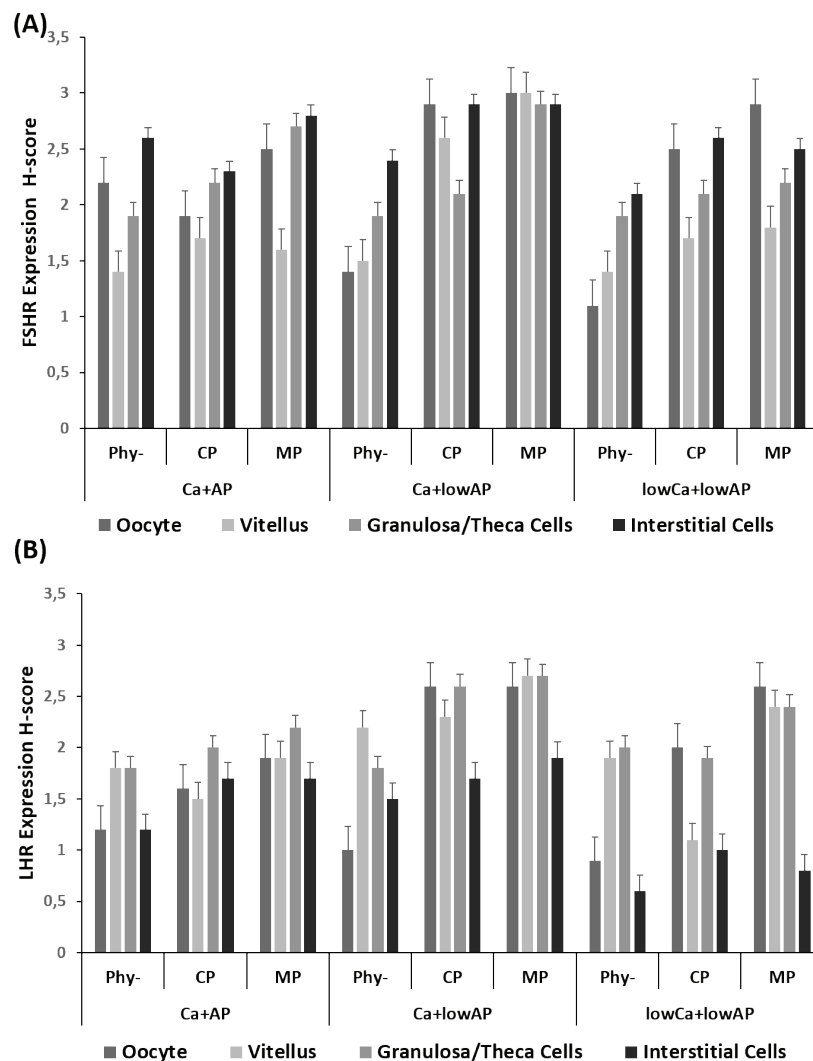 (A)
3,5
3
2,5
2
1,5
1
0,5
0
FSHR Expression H-score
Phy- CP MP Phy- CP MP Phy- CP MP
Ca+AP Ca+lowAP lowCa+lowAP
Oocyte Vitellus Granulosa/Theca Cells Interstitial Cells
(B)
3,5
3
2,5
2
1,5
1
0,5
0
LHR Expression H-score
Phy- CP MP Phy- CP MP Phy- CP MP
Ca+AP Ca+lowAP lowCa+lowAP
Oocyte Vitellus Granulosa/Theca Cells Interstitial Cells